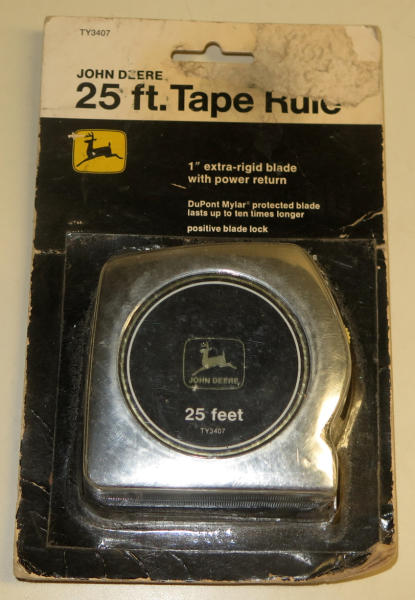 TY3407
JOHN DEERE
25 ft. Tape Rule
1" extra-rigid blade
with power return
DuPont Mylar® protected blade
lasts up to ten times longer
positive blade lock
JOHN DEERE
25 feet
TY3407